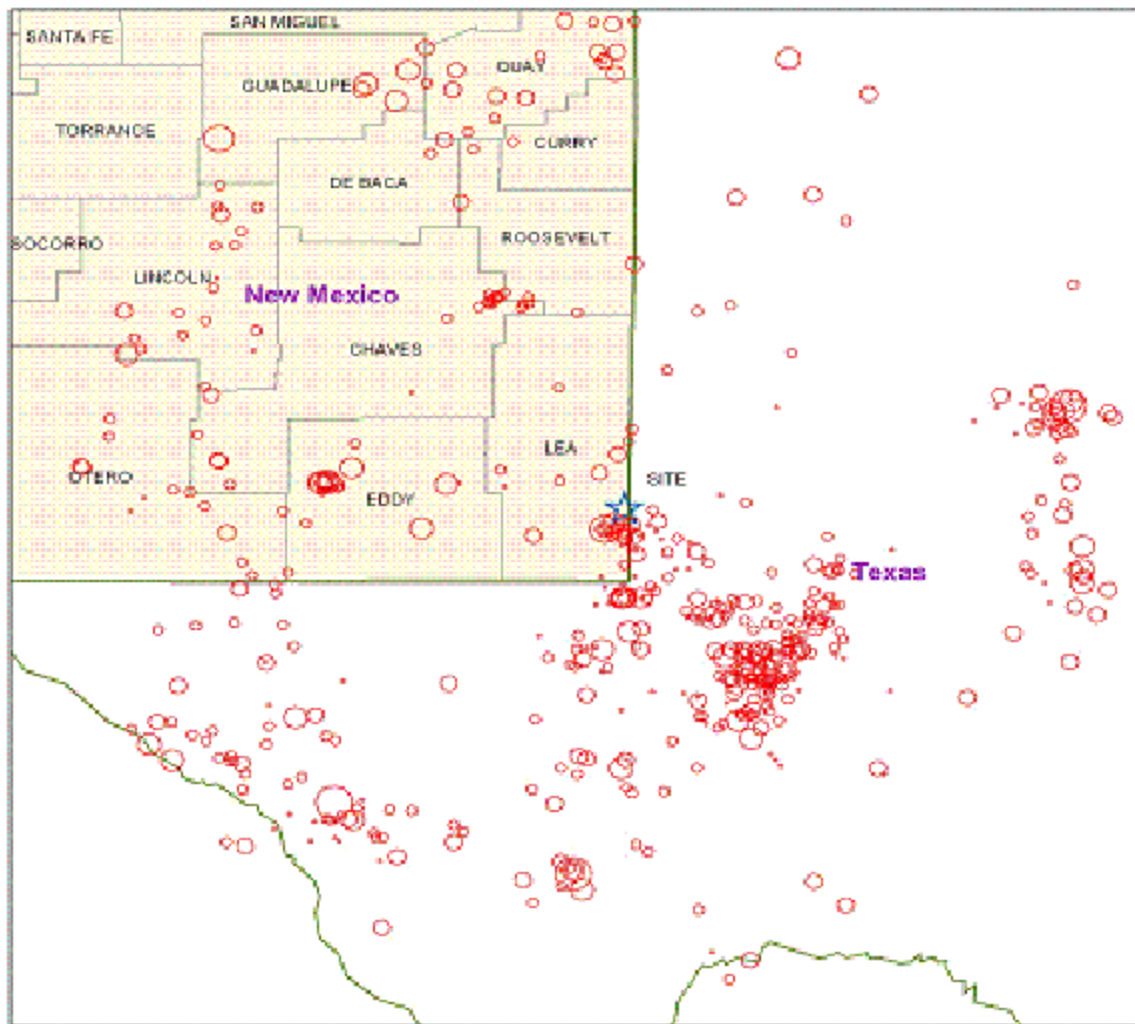 SAN MIGUEL
SANTA FE
QUAY
GUADALUPE
TORRANCE
CURRY
DE BACA
SOCORRO
ROOSEVELT
LINCOLN
New Mexico
CHAVES
LEA
OTERO
SITE
EDDY
Texas